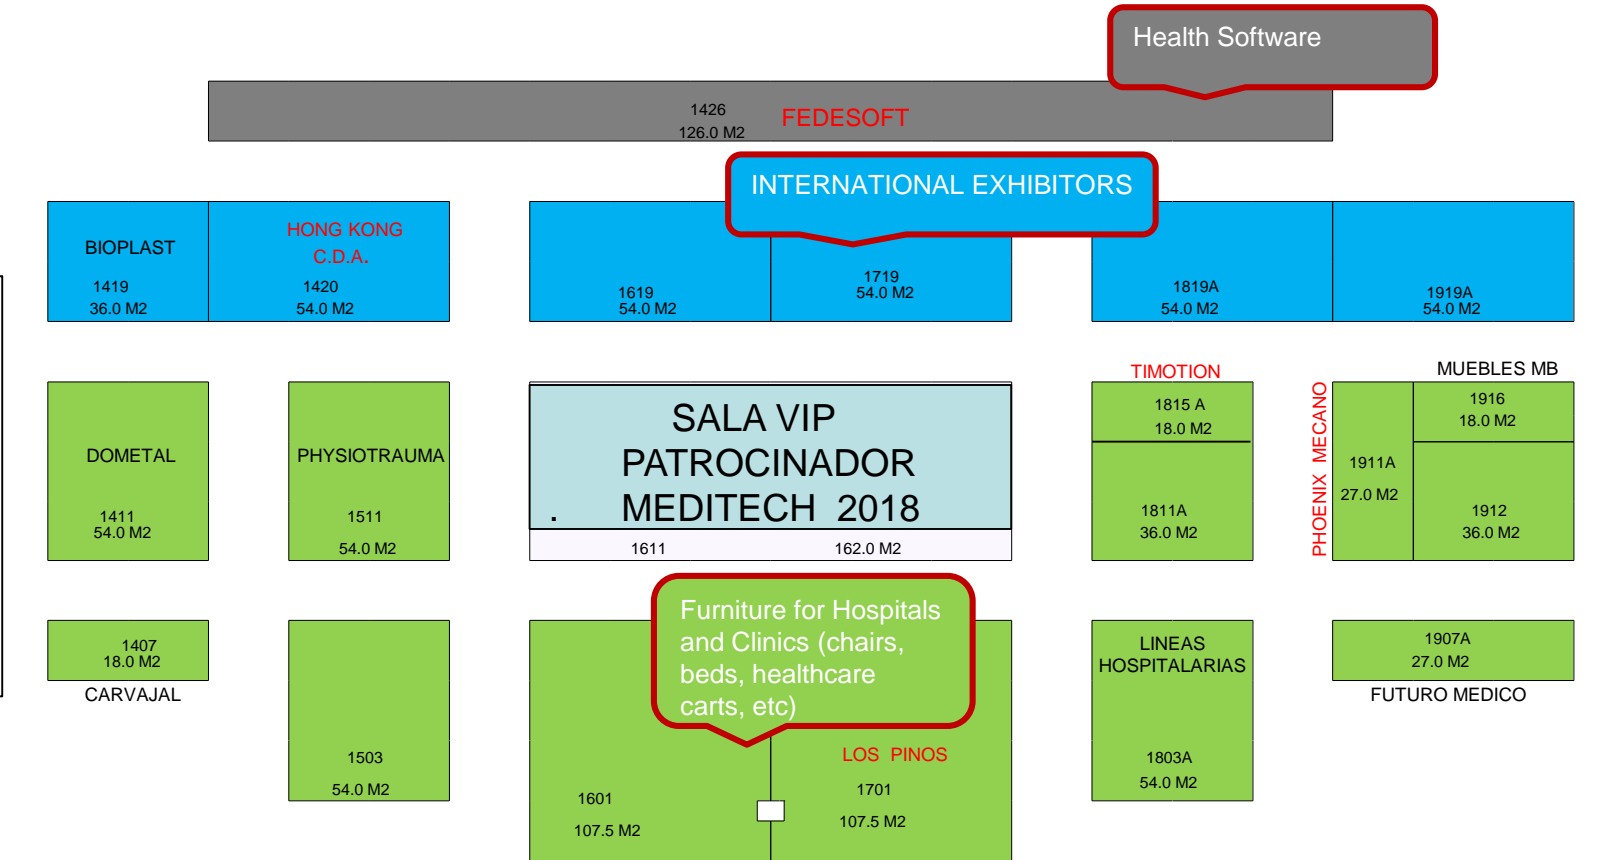 Health Software
1426
126.0 M2
FEDESOFT
INTERNATIONAL EXHIBITORS
BIOPLAST
1419
36.0 M2
HONG KONG
C.D.A.
1420
54.0 M2
1619
54.0 M2
1719
54.0 M2
1819A
54.0 M2
1919A
54.0 M2
DOMETAL
1411
54.0 M2
PHYSIOTRAUMA
1511
54.0 M2
SALA VIP
PATROCINADOR
. MEDITECH 2018
1611 162.0 M2
TIMOTION
1815 A
18.0 M2
1811A
36.0 M2
PHOENIX MECANO
1911A
27.0 M2
MUEBLES MB
1916
18.0 M2
1912
36.0 M2
1407
18.0 M2
CARVAJAL
1503
54.0 M2
Furniture for Hospitals
and Clinics (chairs,
beds, healthcare
carts, etc)
1601
107.5 M2
LOS PINOS
1701
107.5 M2
LINEAS
HOSPITALARIAS
1803A
54.0 M2
1907A
27.0 M2
FUTURO MEDICO